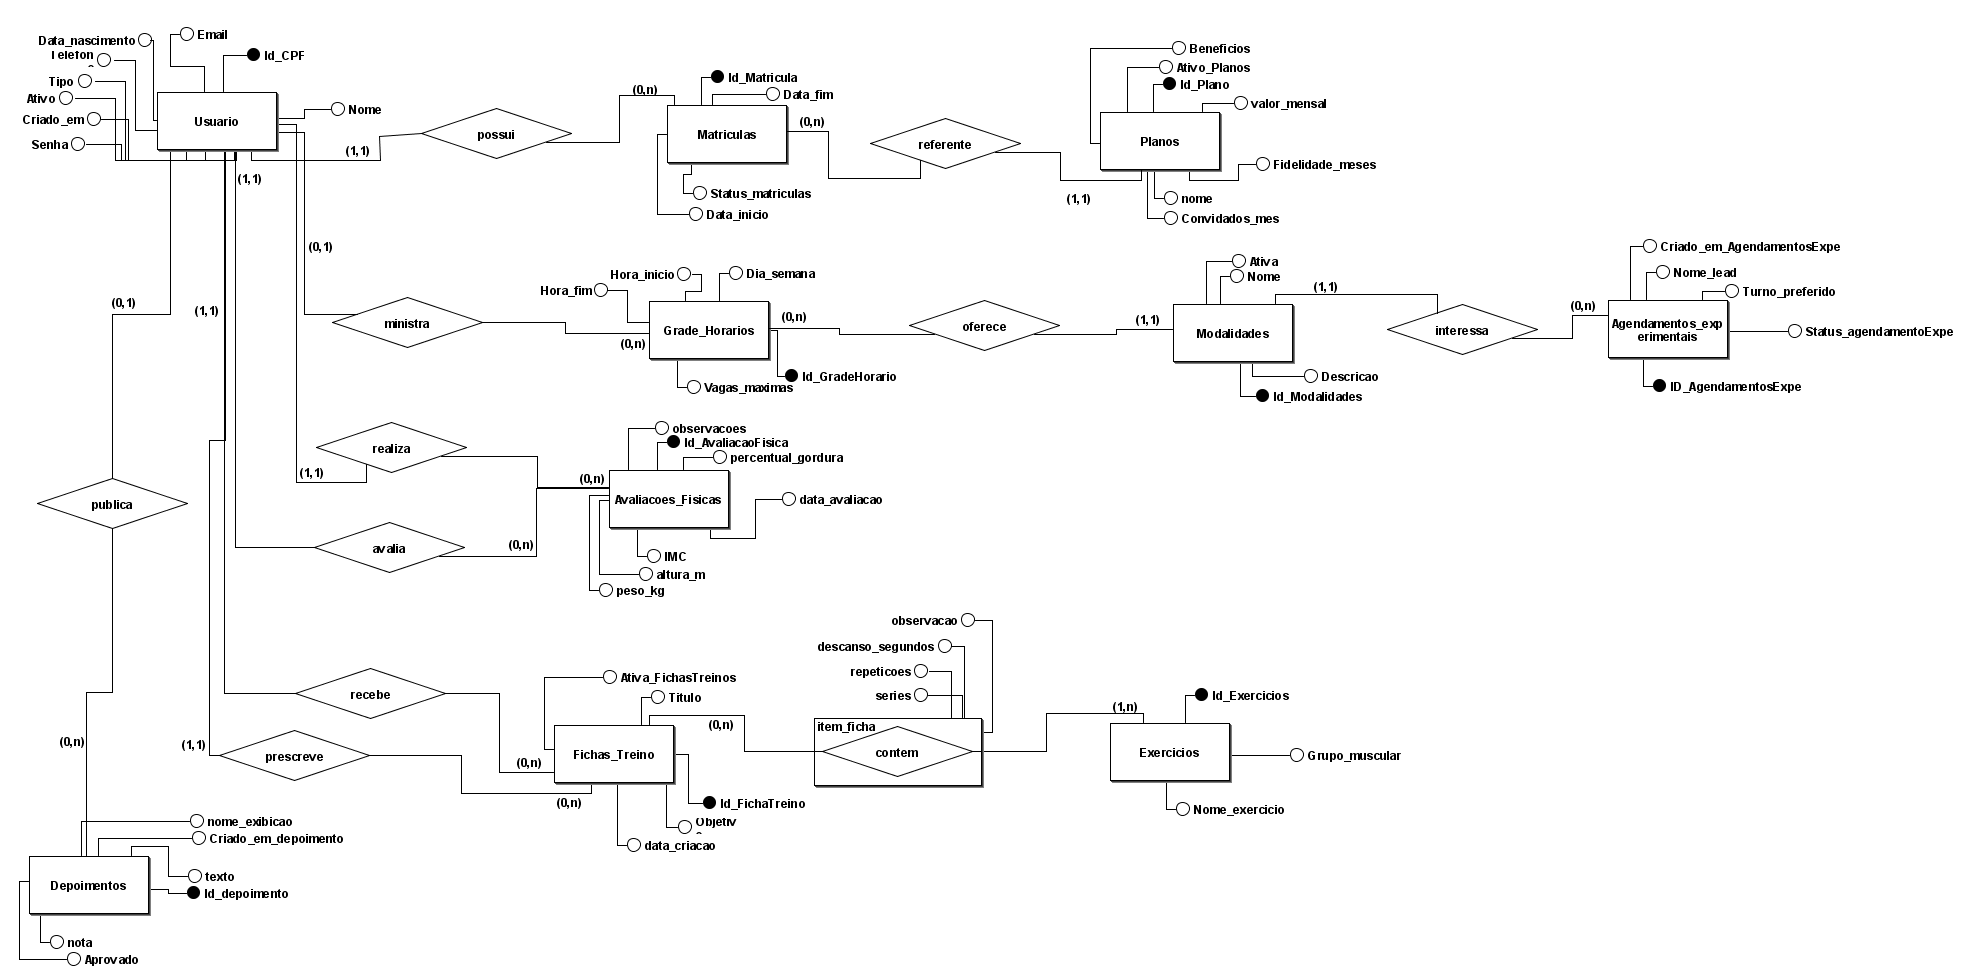 Email
Data_nascimento
Id_CPF
Tipo
Ativo
Nome
Criado_em
Usuario
Senha
(1,1)
(1,1)
possui
(0,n)
Id_Matricula
Data_fim
Matriculas
(0,n)
Status_matriculas
Data_inicio
referente
(1,1)
Beneficios
Ativo_Planos
Id_Plano
valor_mensal
Planos
Fidelidade_meses
nome
Convidados_mes
(0,1)
(0,1)
(1,1)
ministra
Hora_inicio
Dia_semana
Hora_fim
Grade_Horarios
(0,n)
(0,n)
Id_GradeHorario
Vagas_maximas
oferece
(1,1)
Ativa
Nome
Modalidades
Descricao
Id_Modalidades
(1,1)
interessa
(0,n)
Criado_em_AgendamentosExpe
Nome_lead
Turno_preferido
Agendamentos_exp
erimentais
Status_agendamentoExpe
ID_AgendamentosExpe
realiza
(1,1)
observacoes
Id_AvaliacaoFisica
percentual_gordura
(0,n)
Avaliacoes_Fisicas
data_avaliacao
publica
avalia
(0,n)
IMC
altura_m
peso_kg
observacao
descanso_segundos
repeticoes
series
recebe
Ativa_FichasTreinos
Titulo
(0,n)
item_ficha
contem
(1,n)
Id_Exercicios
Exercicios
Grupo_muscular
Nome_exercicio
(0,n)
(1,1)
prescreve
Fichas_Treino
(0,n)
(0,n)
Id_FichaTreino
data_criacao
nome_exibicao
Criado_em_depoimento
Depoimentos
texto
Id_depoimento
nota
Aprovado